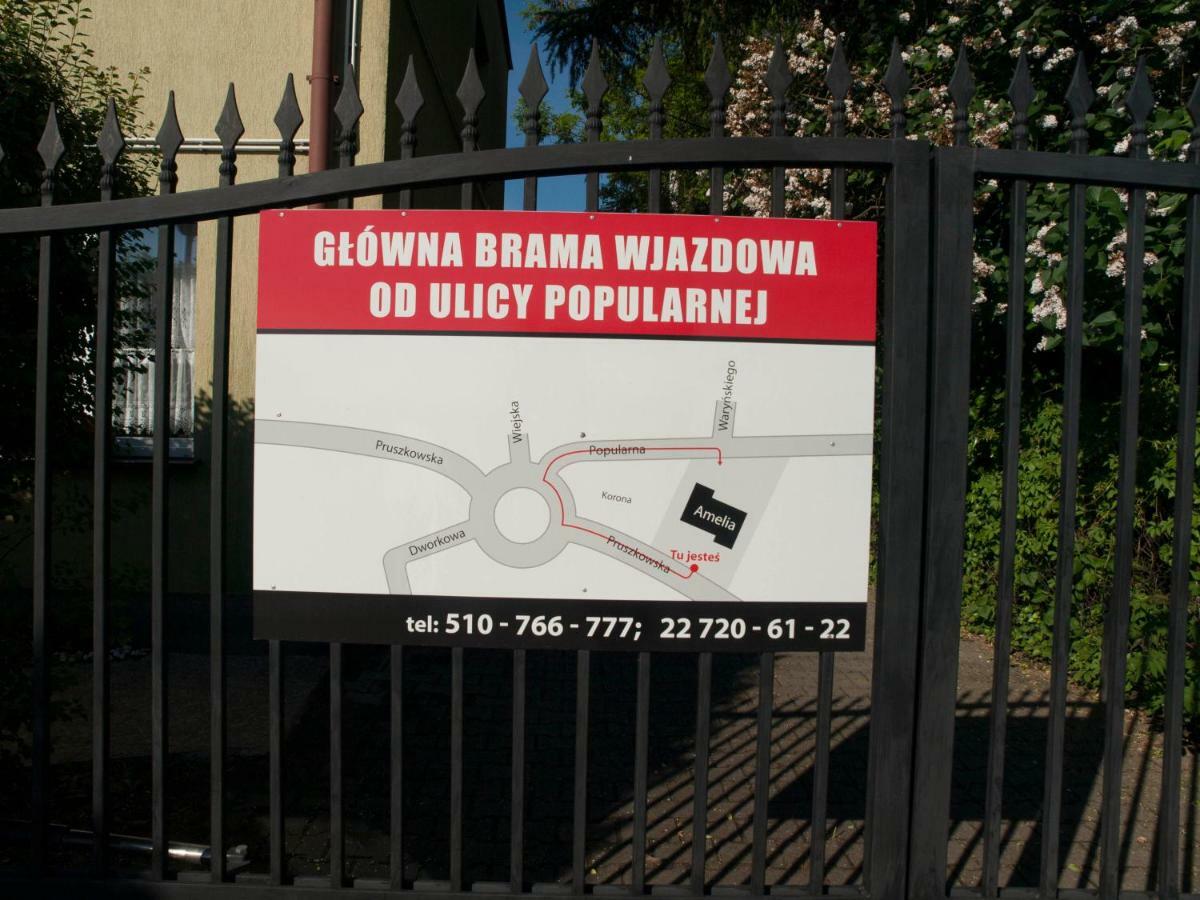 GŁÓWNA BRAMA WJAZDOWA
OD ULICY POPULARNEJ
Waryńskiego
Wiejska
Pruszkowska
Popularna
Korona
Amelia
Dworkowa
Pruszkowska
Tu jesteś
tel: 510 - 766 - 777; 22 720 - 61 - 22